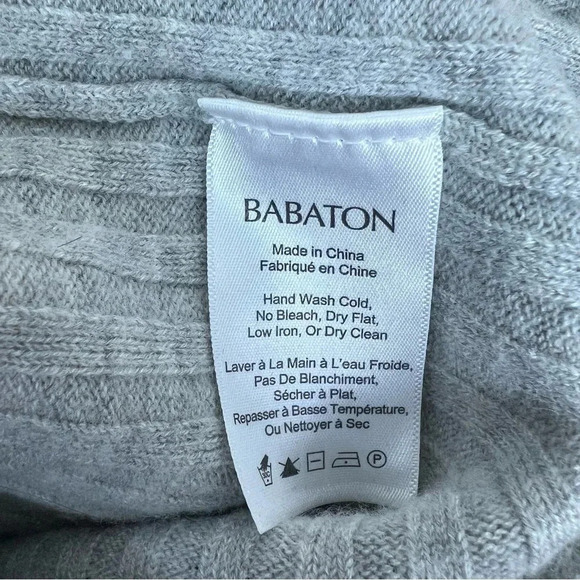 BABATON
Made in China
Fabriqué en Chine
Hand Wash Cold,
No Bleach, Dry Flat,
Low Iron, Or Dry Clean
Laver à La Main à L'eau Froide,
Pas De Blanchiment,
Sécher à Plat,
Repasser à Basse Température,
Ou Nettoyer à Sec
P